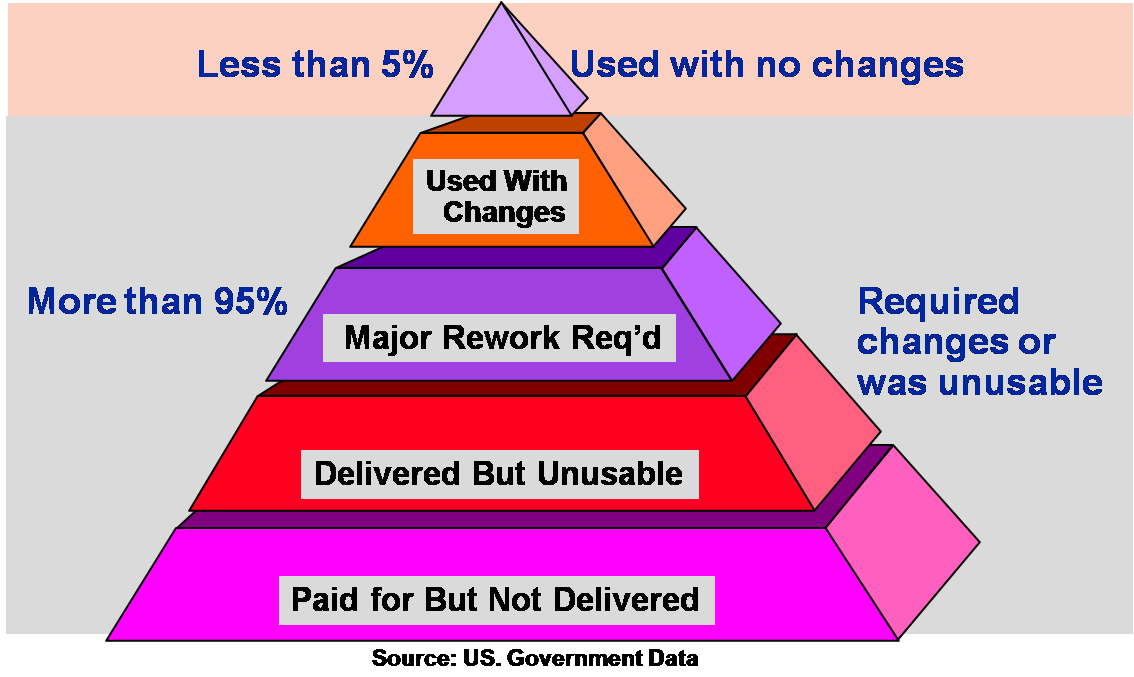 Less than 5%
Used with no changes
Used With
Changes
More than 95%
Major Rework Req’d
Required
changes or
was unusable
Delivered But Unusable
Paid for But Not Delivered
Source: US. Government Data